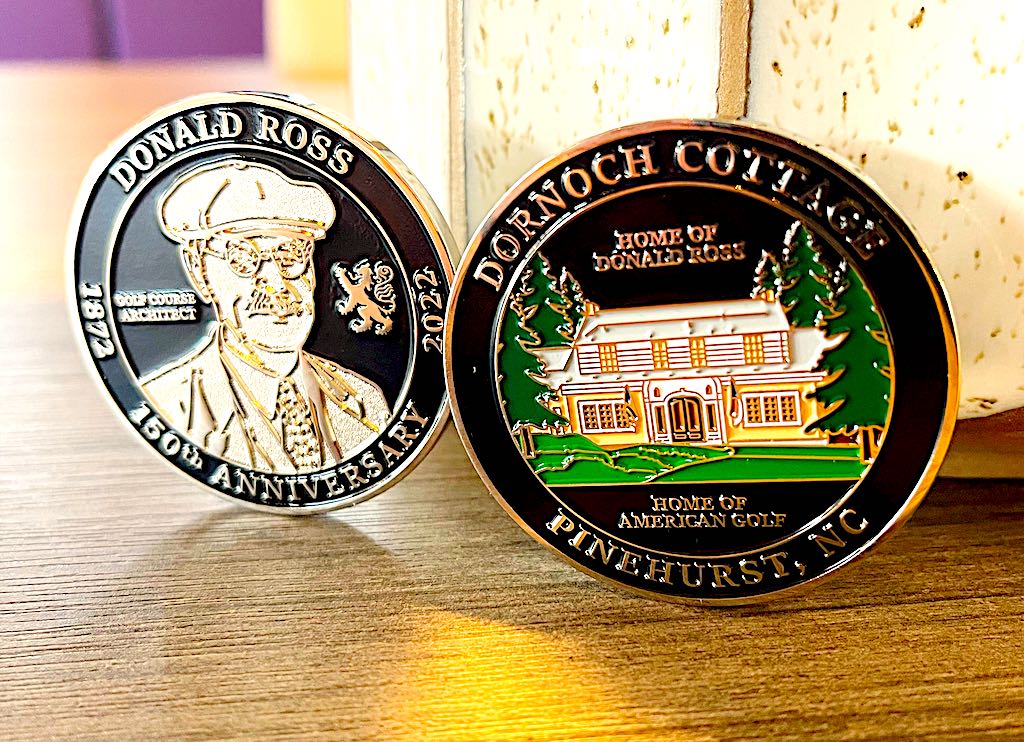 DONALD ROSS
GOLF COURSE
ARCHITECT
1872
2022
150th ANNIVERSARY
DORNOCH COTTAGE
HOME OF
DONALD ROSS
HOME OF
AMERICAN GOLF
PINEHURST, NC